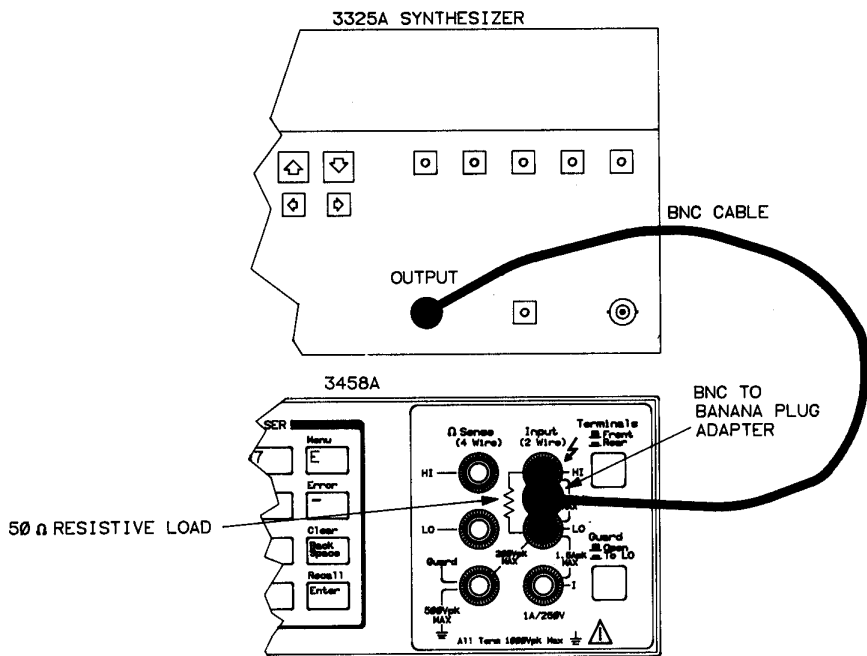 3325A SYNTHESIZER
BNC CABLE
OUTPUT
3458A
BNC TO
BANANA PLUG
ADAPTER
SER
Menu
7
E
Error
-
Clear
Back
Space
Recall
Enter
Ω Sense
(4 Wire)
Input
(2 Wire)
Terminals
Front
Rear
HI
HI
50 Ω RESISTIVE LOAD
LO
LO
MAX
Guard
Open
To LO
Guard
500Vpk
MAX
I
1A/250V
All Term 1000Vpk Max